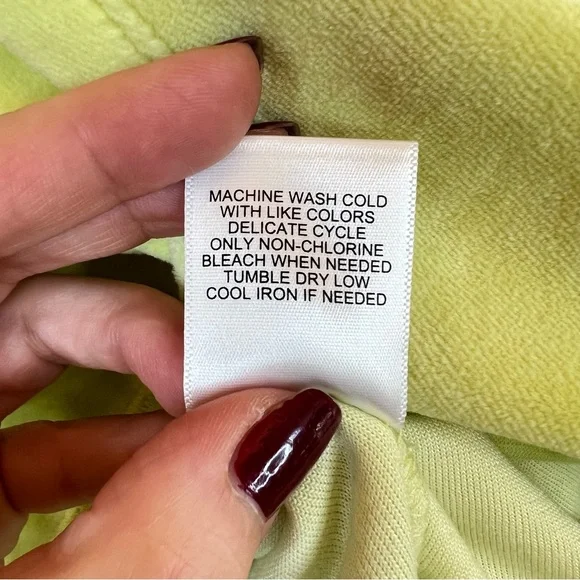 MACHINE WASH COLD
WITH LIKE COLORS
DELICATE CYCLE
ONLY NON-CHLORINE
BLEACH WHEN NEEDED
TUMBLE DRY LOW
COOL IRON IF NEEDED